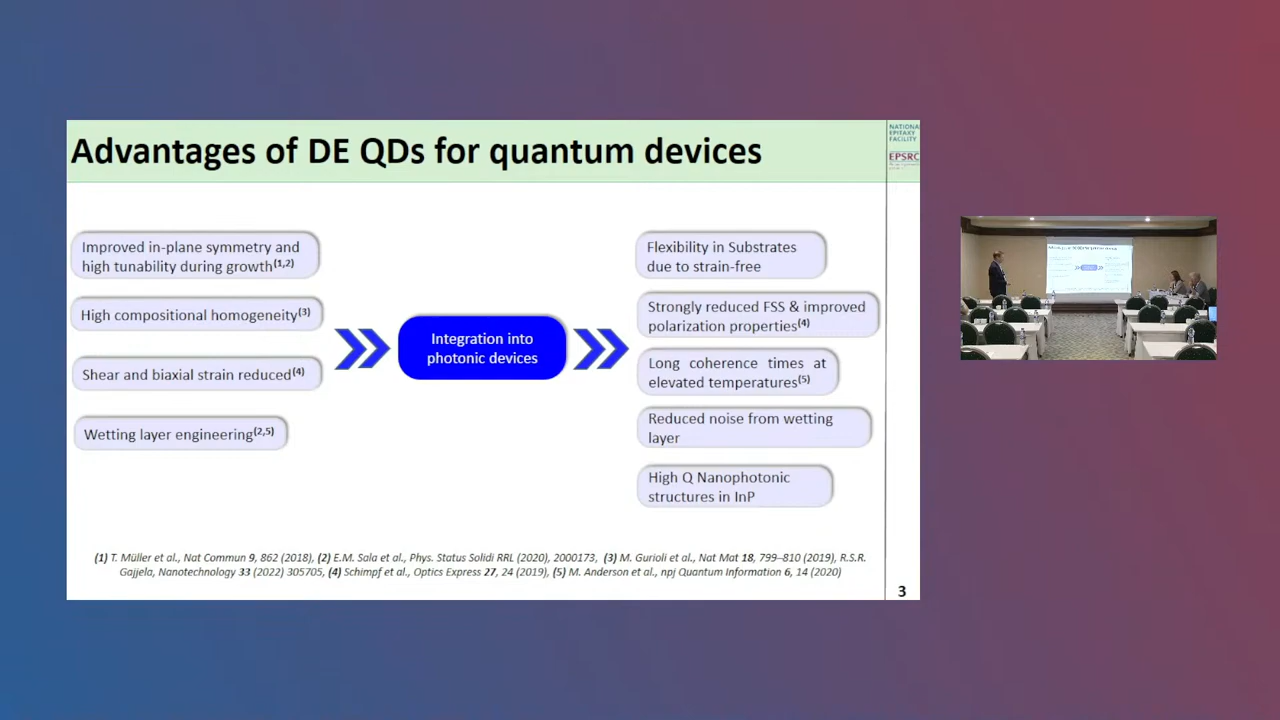 Advantages of DE QDs for quantum devices
NATIONAL
EPITAXY
FACILITY
EPSRC
Improved in-plane symmetry and
high tunability during growth(1,2)
High compositional homogeneity(3)
Shear and biaxial strain reduced(4)
Wetting layer engineering(2,5)
Integration into
photonic devices
Flexibility in Substrates
due to strain-free
Strongly reduced FSS & improved
polarization properties(4)
Long coherence times at
elevated temperatures(5)
Reduced noise from wetting
layer
High Q Nanophotonic
structures in InP
(1) T. Müller et al., Nat Commun 9, 862 (2018), (2) E.M. Sala et al., Phys. Status Solidi RRL (2020), 2000173, (3) M. Gurioli et al., Nat Mat 18, 799–810 (2019), R.S.R.
Gajjela, Nanotechnology 33 (2022) 305705, (4) Schimpf et al., Optics Express 27, 24 (2019), (5) M. Anderson et al., npj Quantum Information 6, 14 (2020)
3